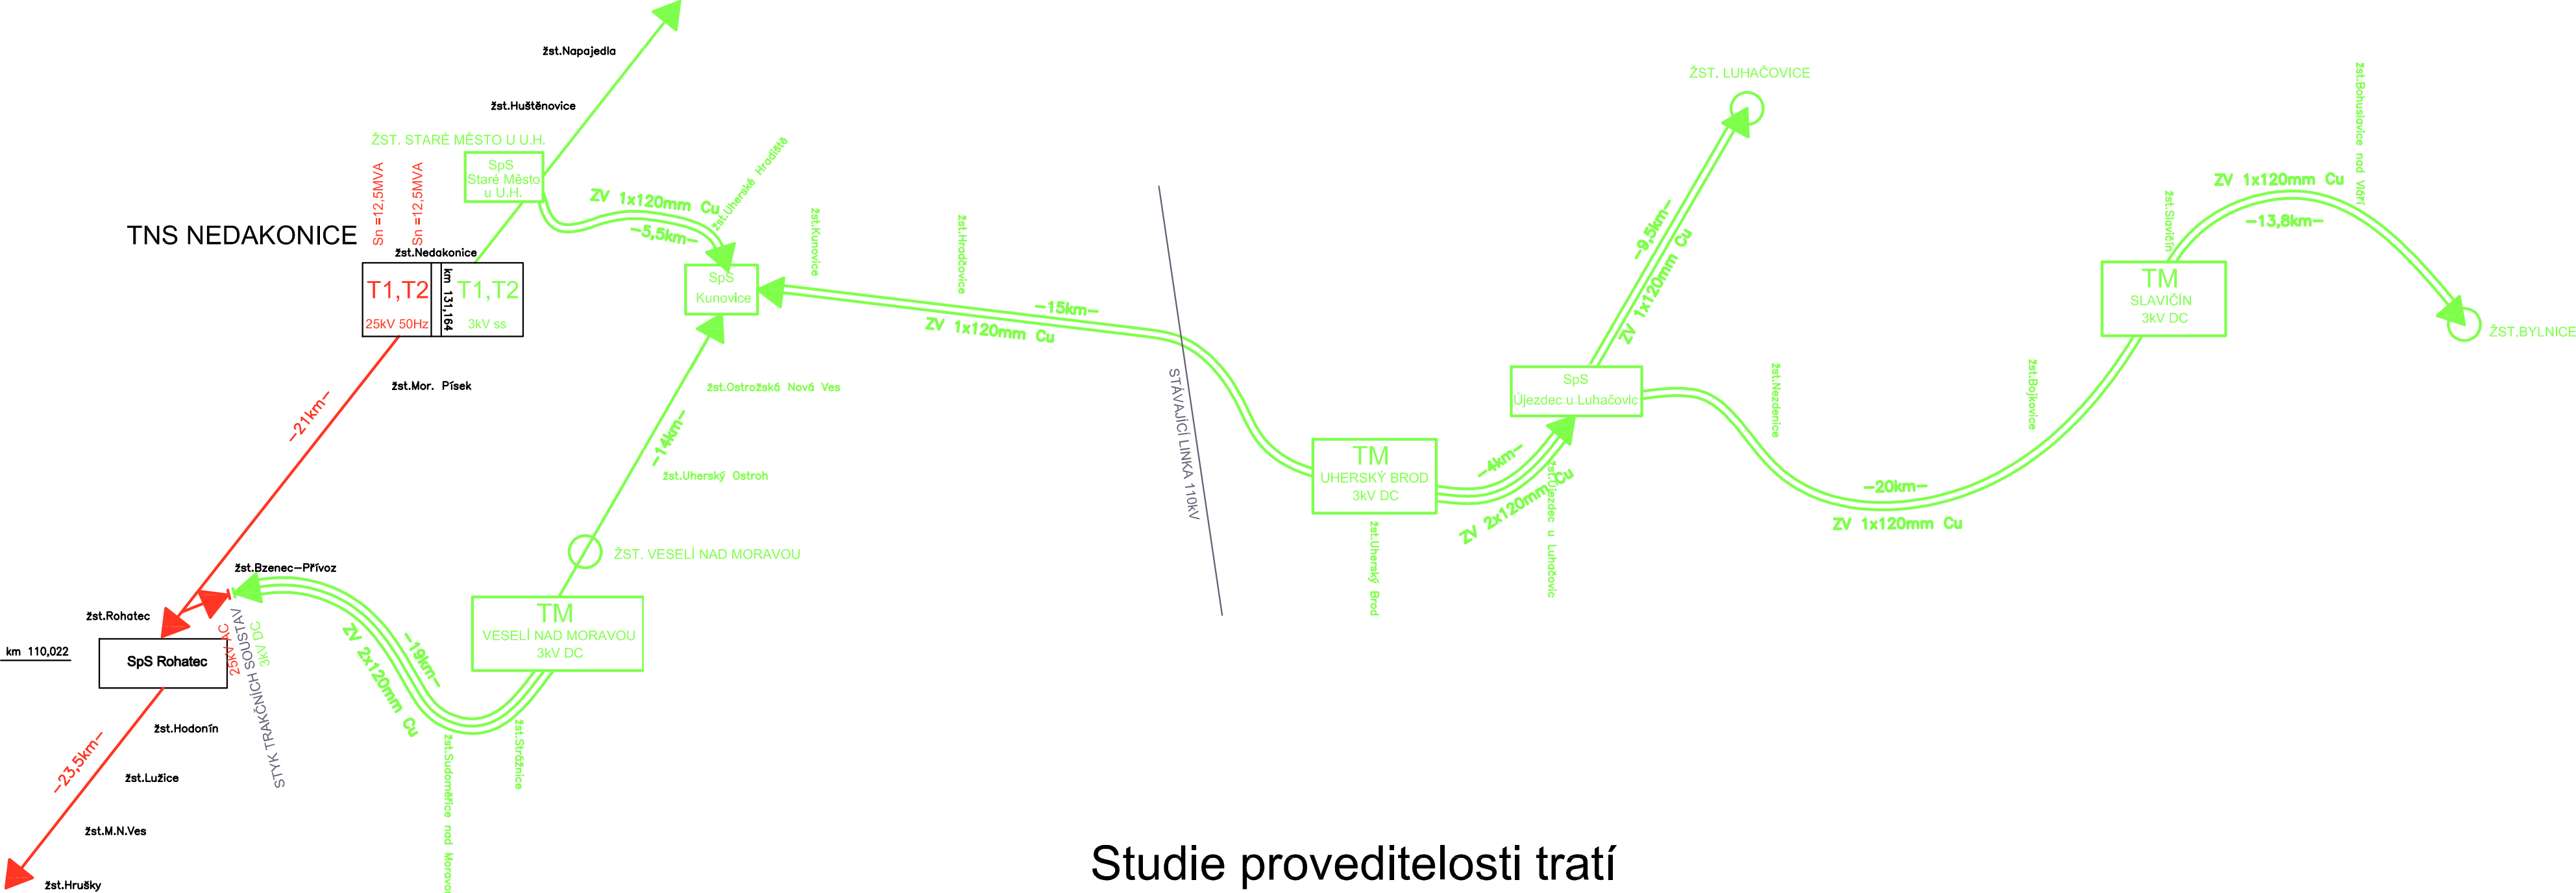 žst.Napajedla
žst.Huštěnovice
ŽST. STARÉ MĚSTO U U.H.
SpS
Staré Město
u U.H.
Sn =12,5MVA
Sn =12,5MVA
TNS NEDAKONICE
žst.Nedakonice
T1,T2
25kV 50Hz
km 131,164
T1,T2
3kV ss
ZV 1x120mm Cu
-5,5km-
žst.Uherské Hradiště
SpS
Kunovice
žst.Kunovice
žst.Hradčovice
-15km-
ZV 1x120mm Cu
STÁVAJÍCÍ LINKA 110kV
ŽST. LUHAČOVICE
-9,5km-
ZV 1x120mm Cu
SpS
Újezdec u Luhačovic
TM
UHERSKÝ BROD
3kV DC
žst.Uherský Brod
-4km-
ZV 2x120mm Cu
žst.Újezdec u Luhačovic
žst.Nezdenice
-20km-
ZV 1x120mm Cu
žst.Bojkovice
TM
SLAVIČÍN
3kV DC
žst.Slavičín
ZV 1x120mm Cu
-13,8km-
žst.Bohuslavice nad Vláří
ŽST.BYLNICE
žst.Mor. Písek
-21km-
žst.Ostrožská Nová Ves
-14km-
žst.Uherský Ostroh
ŽST. VESELÍ NAD MORAVOU
TM
VESELÍ NAD MORAVOU
3kV DC
žst.Bzenec-Přívoz
žst.Rohatec
km 110,022
SpS Rohatec
25kV AC
STYK TRAKČNÍCH SOUSTAV
3kV DC
-19km-
ZV 2x120mm Cu
žst.Strážnice
žst.Sudoměřice nad Moravou
žst.Hodonín
-23,5km-
žst.Lužice
žst.M.N.Ves
žst.Hrušky
Studie proveditelosti tratí